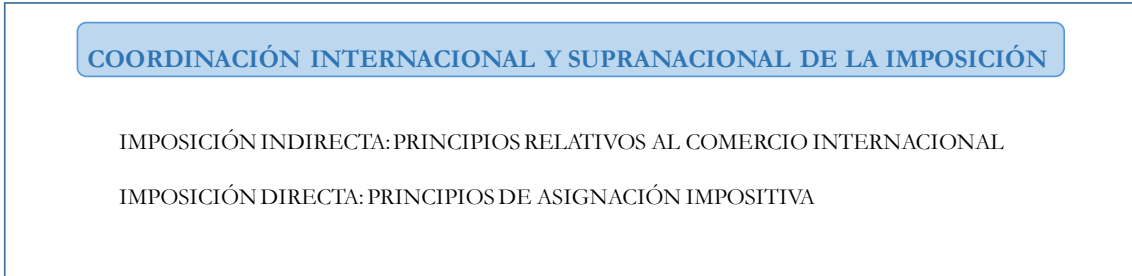 COORDINACIÓN INTERNACIONAL Y SUPRANACIONAL DE LA IMPOSICIÓN
IMPOSICIÓN INDIRECTA: PRINCIPIOS RELATIVOS AL COMERCIO INTERNACIONAL
IMPOSICIÓN DIRECTA: PRINCIPIOS DE ASIGNACIÓN IMPOSITIVA